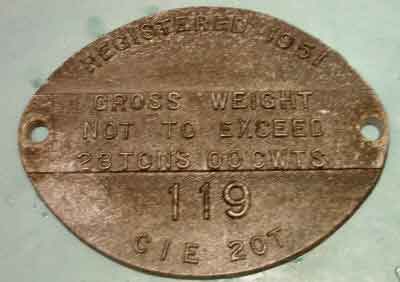 REGISTERED 1951
GROSS WEIGHT
NOT TO EXCEED
23 TONS 00 CWTS
119
C/E 20T